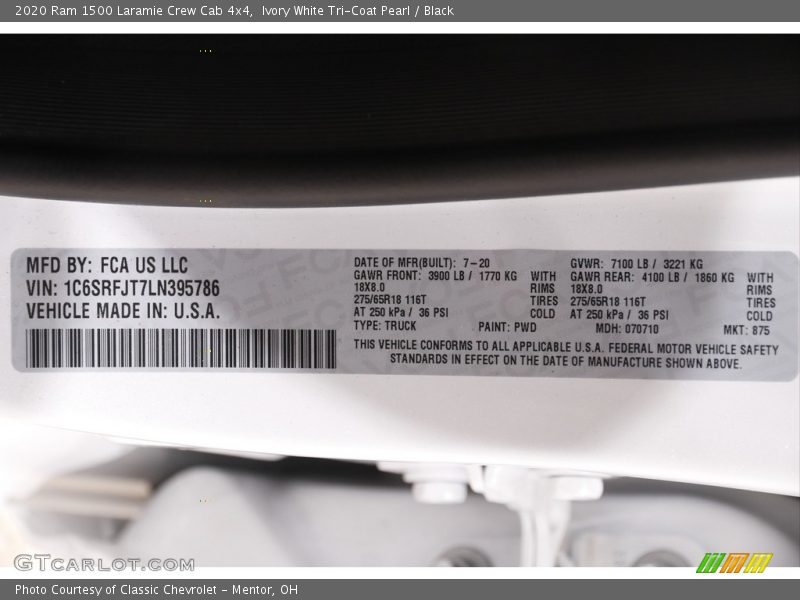 2020 Ram 1500 Laramie Crew Cab 4x4,  Ivory White Tri-Coat Pearl / Black
MFD BY: FCA US LLC
VIN: 1C6SRFJT7LN395786
VEHICLE MADE IN: U.S.A.
DATE OF MFR(BUILT): 7-20
GAWR FRONT: 3900 LB / 1770 KG WITH
18X8.0 RIMS
275/65R18 116T TIRES
AT 250 kPa / 36 PSI COLD
TYPE: TRUCK PAINT: PWD
GVWR: 7100 LB / 3221 KG
GAWR REAR: 4100 LB / 1860 KG WITH
18X8.0 RIMS
275/65R18 116T TIRES
AT 250 kPa / 36 PSI COLD
MDH: 070710 MKT: 875
THIS VEHICLE CONFORMS TO ALL APPLICABLE U.S.A. FEDERAL MOTOR VEHICLE SAFETY
STANDARDS IN EFFECT ON THE DATE OF MANUFACTURE SHOWN ABOVE.
GTCARLOT.COM
Photo Courtesy of Classic Chevrolet - Mentor, OH